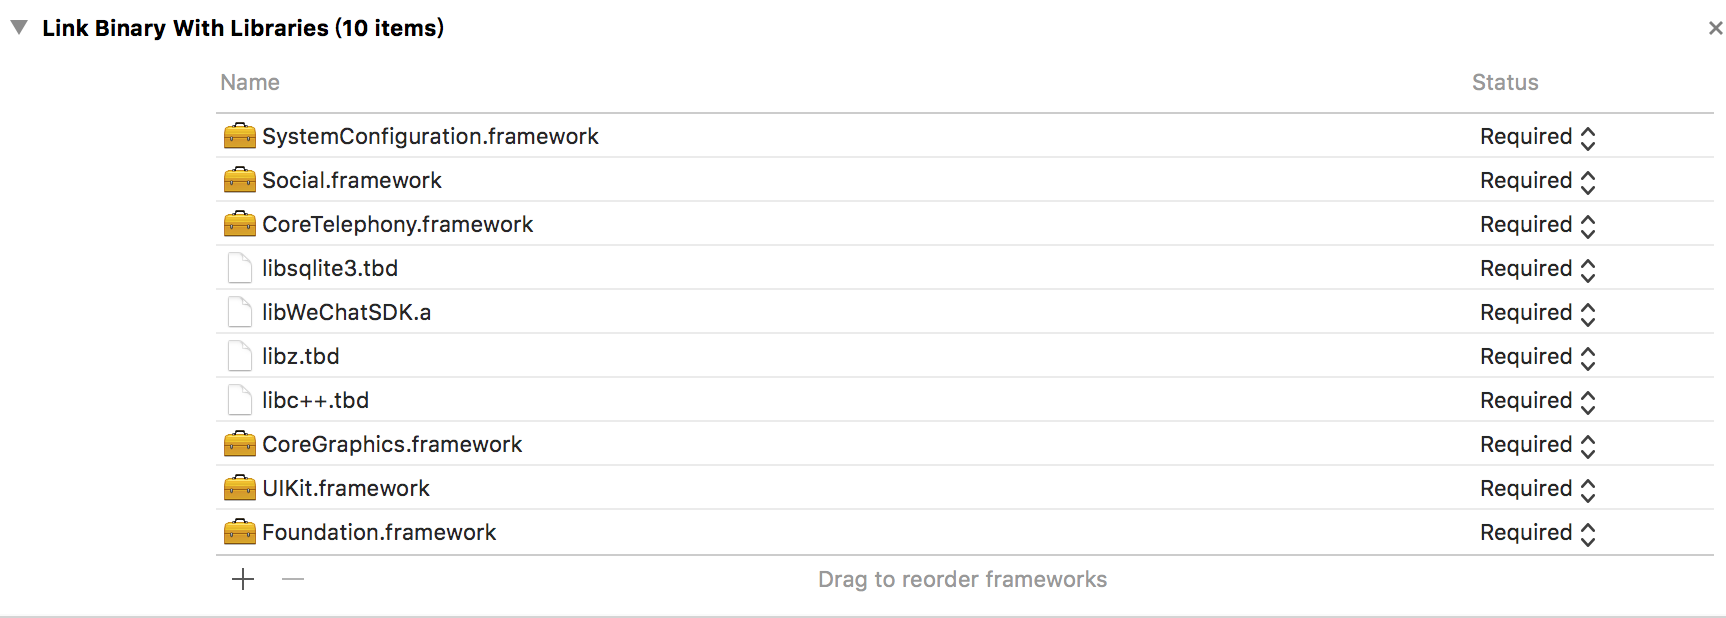 Link Binary With Libraries (10 items)
Name Status
SystemConfiguration.framework Required
Social.framework Required
CoreTelephony.framework Required
libsqlite3.tbd Required
libWeChatSDK.a Required
libz.tbd Required
libc++.tbd Required
CoreGraphics.framework Required
UIKit.framework Required
Foundation.framework Required
Drag to reorder frameworks